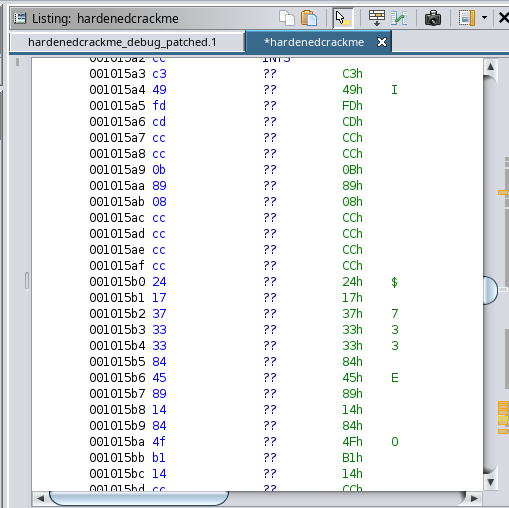 Listing: hardenedcrackme
hardenedcrackme_debug_patched.1 *hardenedcrackme
001015a2 cc INT3
001015a3 c3 ?? C3h
001015a4 49 ?? 49h I
001015a5 fd ?? FDh
001015a6 cd ?? CDh
001015a7 cc ?? CCh
001015a8 cc ?? CCh
001015a9 0b ?? 0Bh
001015aa 89 ?? 89h
001015ab 08 ?? 08h
001015ac cc ?? CCh
001015ad cc ?? CCh
001015ae cc ?? CCh
001015af cc ?? CCh
001015b0 24 ?? 24h $
001015b1 17 ?? 17h
001015b2 37 ?? 37h 7
001015b3 33 ?? 33h 3
001015b4 33 ?? 33h 3
001015b5 84 ?? 84h
001015b6 45 ?? 45h E
001015b7 89 ?? 89h
001015b8 14 ?? 14h
001015b9 84 ?? 84h
001015ba 4f ?? 4Fh O
001015bb b1 ?? B1h
001015bc 14 ?? 14h
001015bd cc ?? CCh